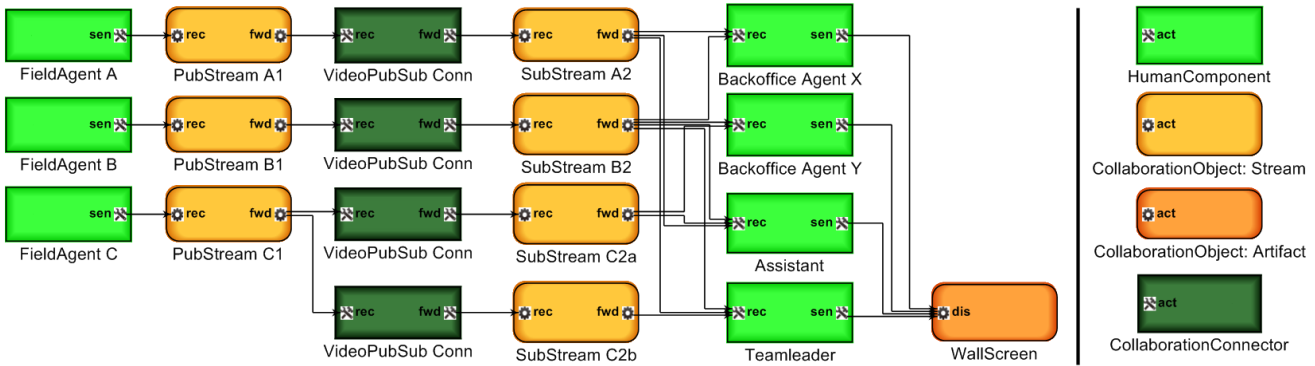 sen rec fwd rec fwd rec fwd rec sen
FieldAgent A PubStream A1 VideoPubSub Conn SubStream A2 Backoffice Agent X
sen rec fwd rec fwd rec fwd rec sen
FieldAgent B PubStream B1 VideoPubSub Conn SubStream B2 Backoffice Agent Y
sen rec fwd rec fwd rec fwd rec sen
FieldAgent C PubStream C1 VideoPubSub Conn SubStream C2a Assistant
rec fwd rec fwd rec sen dis
VideoPubSub Conn SubStream C2b Teamleader WallScreen
act
HumanComponent
act
CollaborationObject: Stream
act
CollaborationObject: Artifact
act
CollaborationConnector